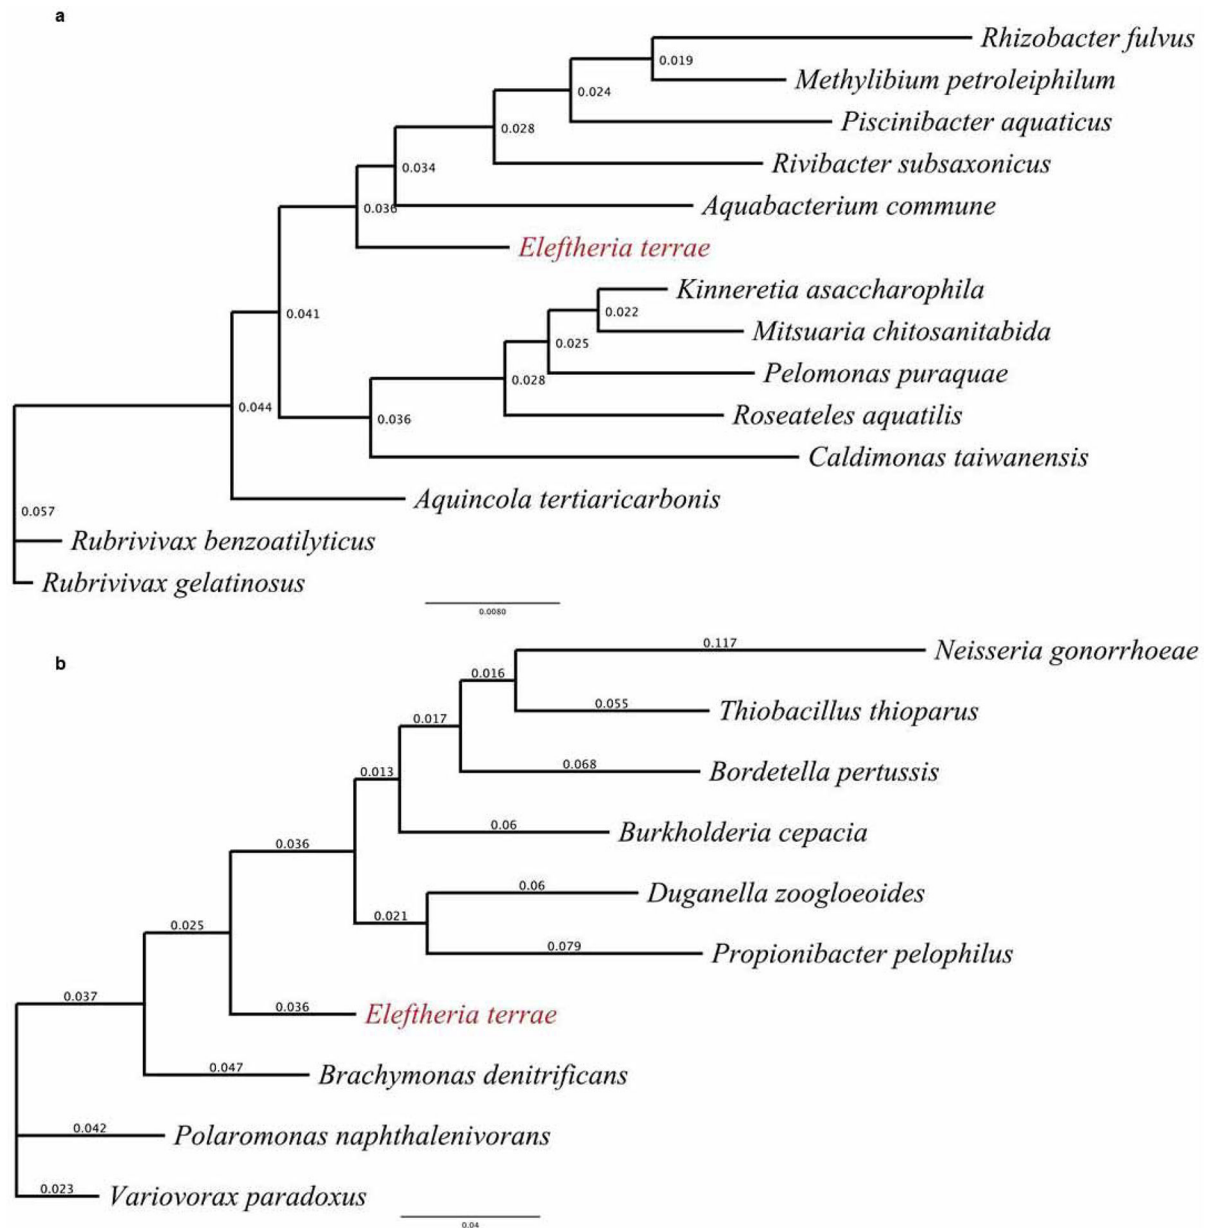 a
Rhizobacter fulvus
0.019
Methylibium petroleiphilum
0.024
Piscinibacter aquaticus
0.028
Rivibacter subsaxonicus
0.034
Aquabacterium commune
0.036
Eleftheria terrae
Kinneretia asaccharophila
0.022
0.041
Mitsuaria chitosanitabida
0.025
Pelomonas puraquae
0.028
0.044
Roseateles aquatilis
0.036
Caldimonas taiwanensis
Aquincola tertiaricarbonis
0.057
Rubrivivax benzoatilyticus
Rubrivivax gelatinosus
0.0080
b
0.117
Neisseria gonorrhoeae
0.016
0.055
Thiobacillus thioparus
0.017
0.068
Bordetella pertussis
0.013
0.06
Burkholderia cepacia
0.036
0.06
Duganella zoogloeoides
0.021
0.025
0.079
Propionibacter pelophilus
0.037
0.036
Eleftheria terrae
0.047
Brachymonas denitrificans
0.042
Polaromonas naphthalenivorans
0.023
Variovorax paradoxus
0.04